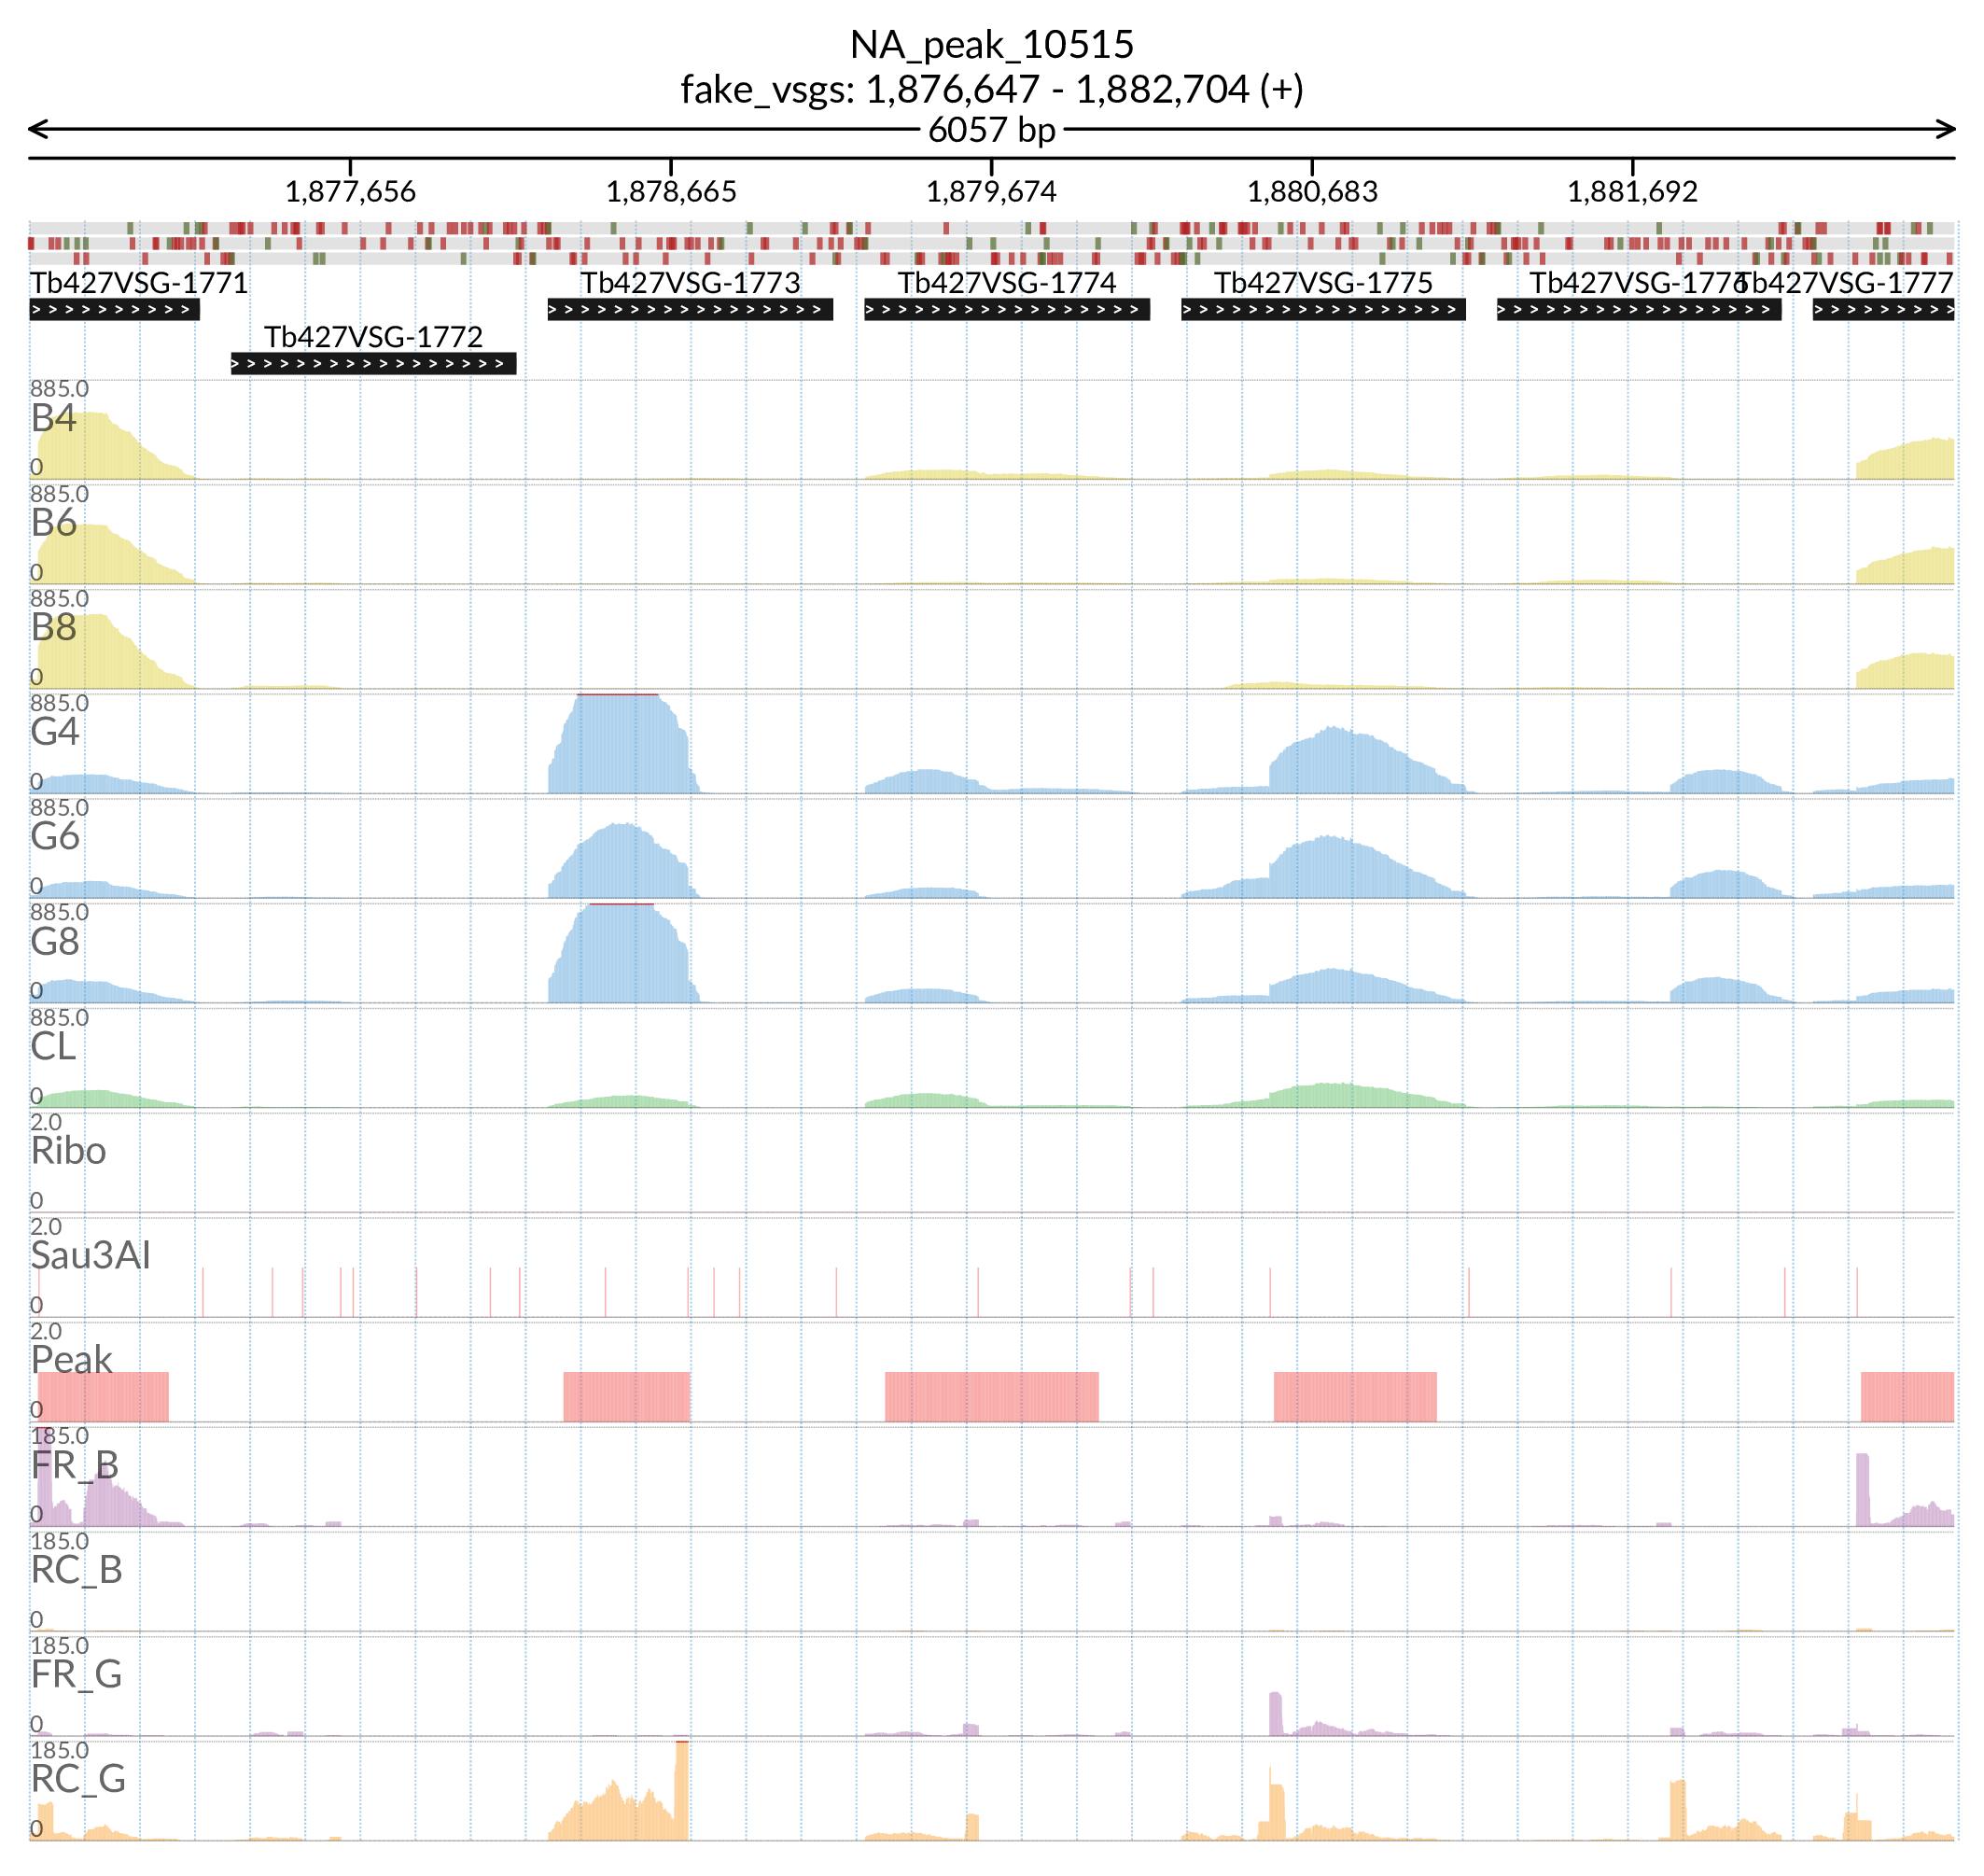 NA_peak_10515
fake_vsgs: 1,876,647 - 1,882,704 (+)
6057 bp
1,877,656 1,878,665 1,879,674 1,880,683 1,881,692
Tb427VSG-1771 Tb427VSG-1773 Tb427VSG-1774 Tb427VSG-1775 Tb427VSG-1776 Tb427VSG-1777
Tb427VSG-1772
885.0
B4
0
885.0
B6
0
885.0
B8
0
885.0
G4
0
885.0
G6
0
885.0
G8
0
885.0
CL
0
2.0
Ribo
0
2.0
Sau3AI
0
2.0
Peak
0
185.0
FR_B
0
185.0
RC_B
0
185.0
FR_G
0
185.0
RC_G
0